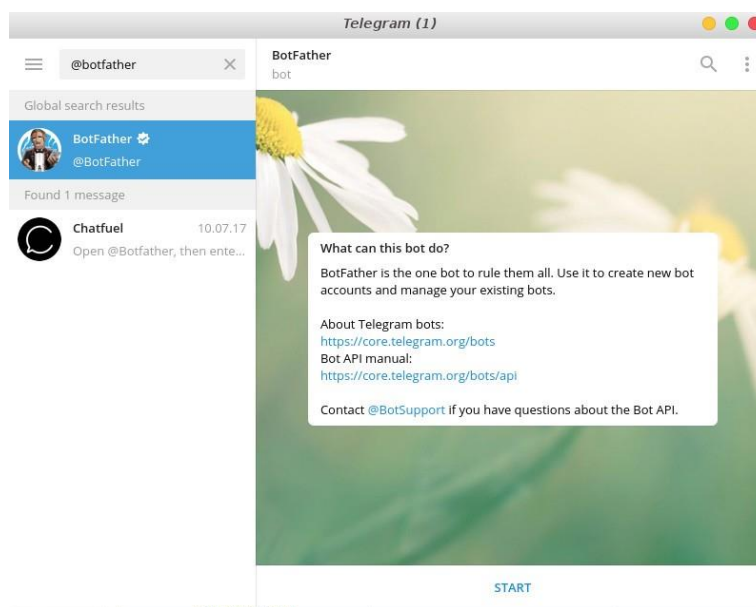 Telegram (1)
@botfather
Global search results
BotFather
@BotFather
Found 1 message
Chatfuel 10.07.17
Open @Botfather, then ente...
BotFather
bot
What can this bot do?
BotFather is the one bot to rule them all. Use it to create new bot
accounts and manage your existing bots.
About Telegram bots:
https://core.telegram.org/bots
Bot API manual:
https://core.telegram.org/bots/api
Contact @BotSupport if you have questions about the Bot API.
START